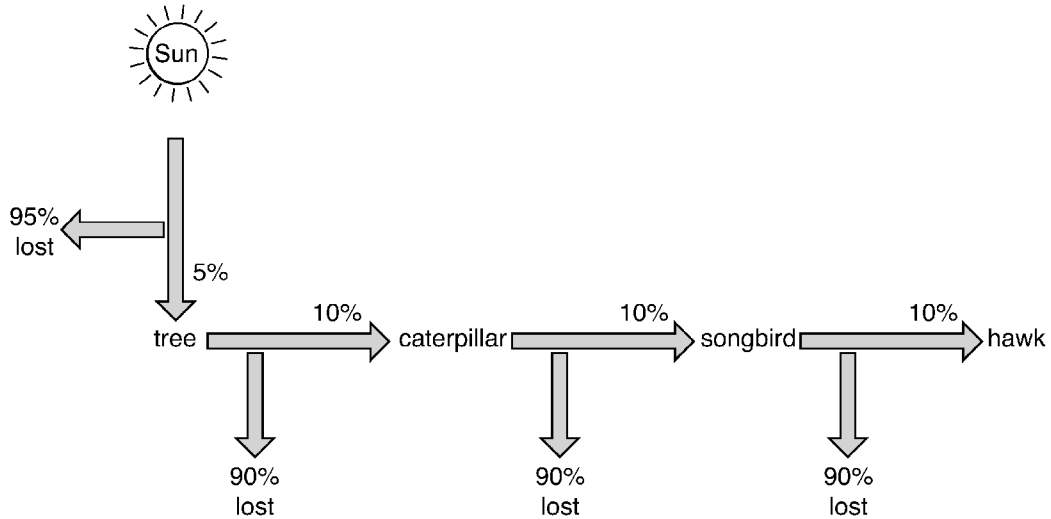 Sun
95%
lost
5%
tree
10%
caterpillar
10%
songbird
10%
hawk
90%
lost
90%
lost
90%
lost